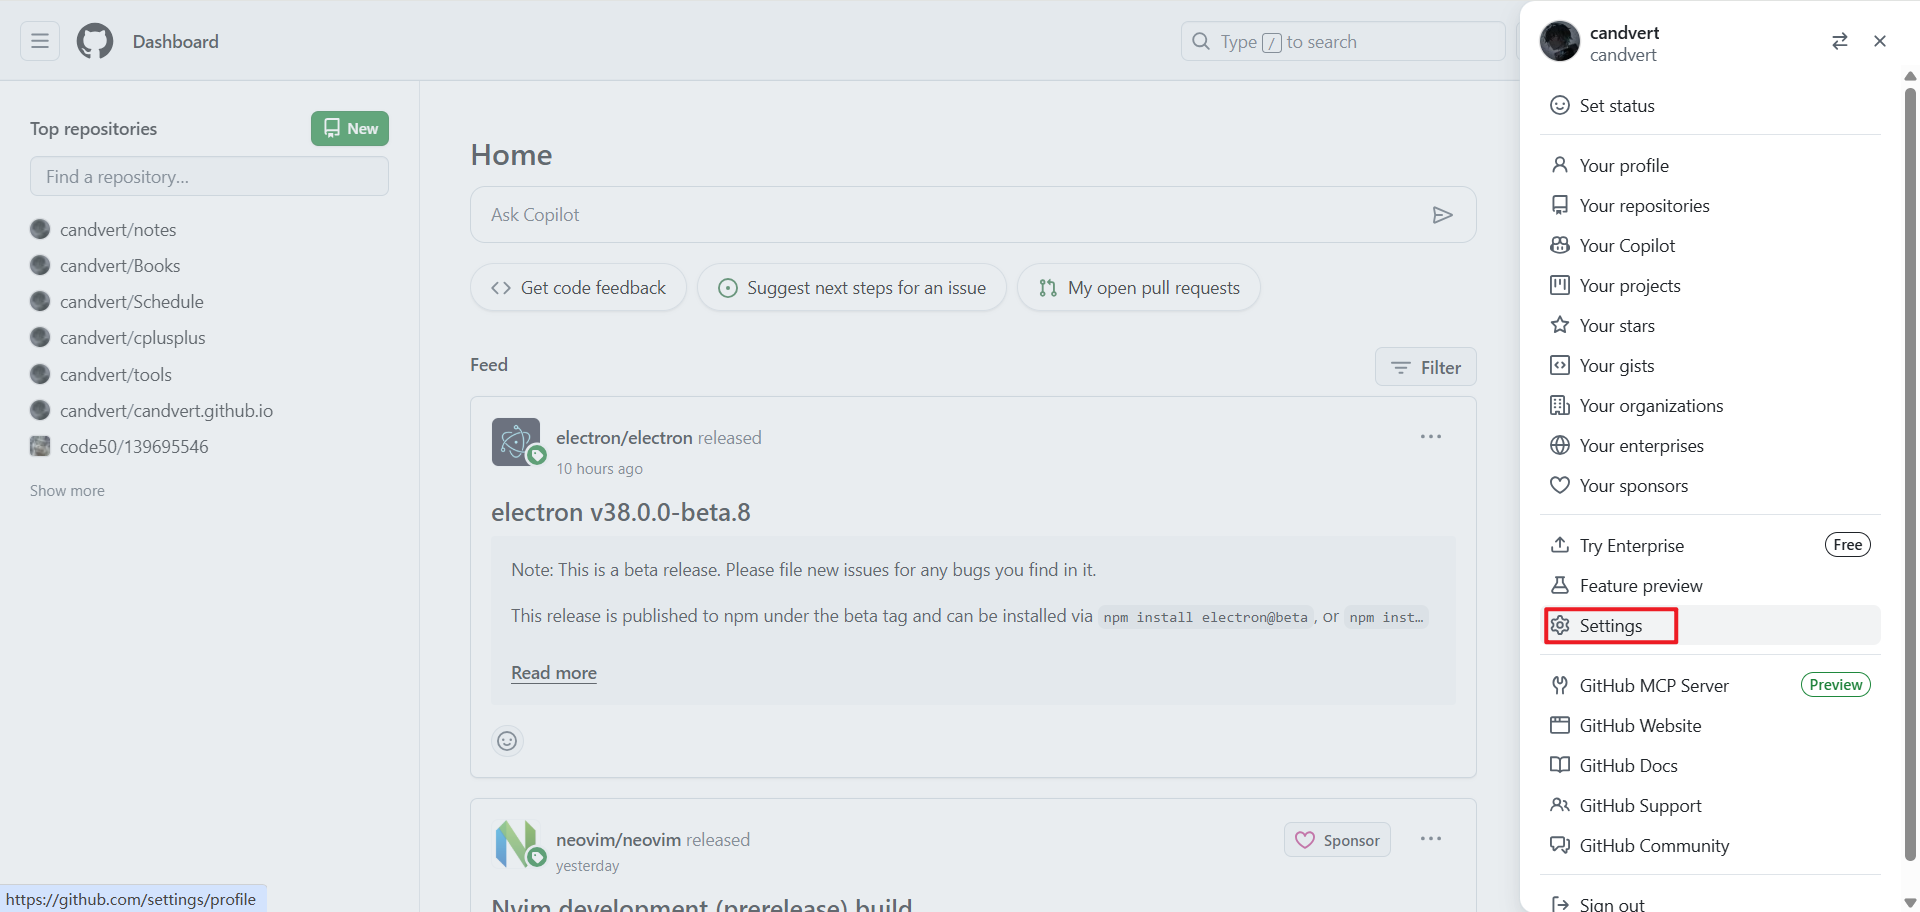 Dashboard
Type / to search
Top repositories
New
Find a repository...
candvert/notes
candvert/Books
candvert/Schedule
candvert/cplusplus
candvert/tools
candvert/candvert.github.io
code50/139695546
Show more
Home
Ask Copilot
Get code feedback
Suggest next steps for an issue
My open pull requests
Feed
Filter
electron/electron released
10 hours ago
electron v38.0.0-beta.8
Note: This is a beta release. Please file new issues for any bugs you find in it.
This release is published to npm under the beta tag and can be installed via npm install electron@beta, or npm inst…
Read more
neovim/neovim released
yesterday
Sponsor
Nvim development (prerelease) build
https://github.com/settings/profile
candvert
candvert
Set status
Your profile
Your repositories
Your Copilot
Your projects
Your stars
Your gists
Your organizations
Your enterprises
Your sponsors
Try Enterprise
Free
Feature preview
Settings
GitHub MCP Server
Preview
GitHub Website
GitHub Docs
GitHub Support
GitHub Community
Sign out